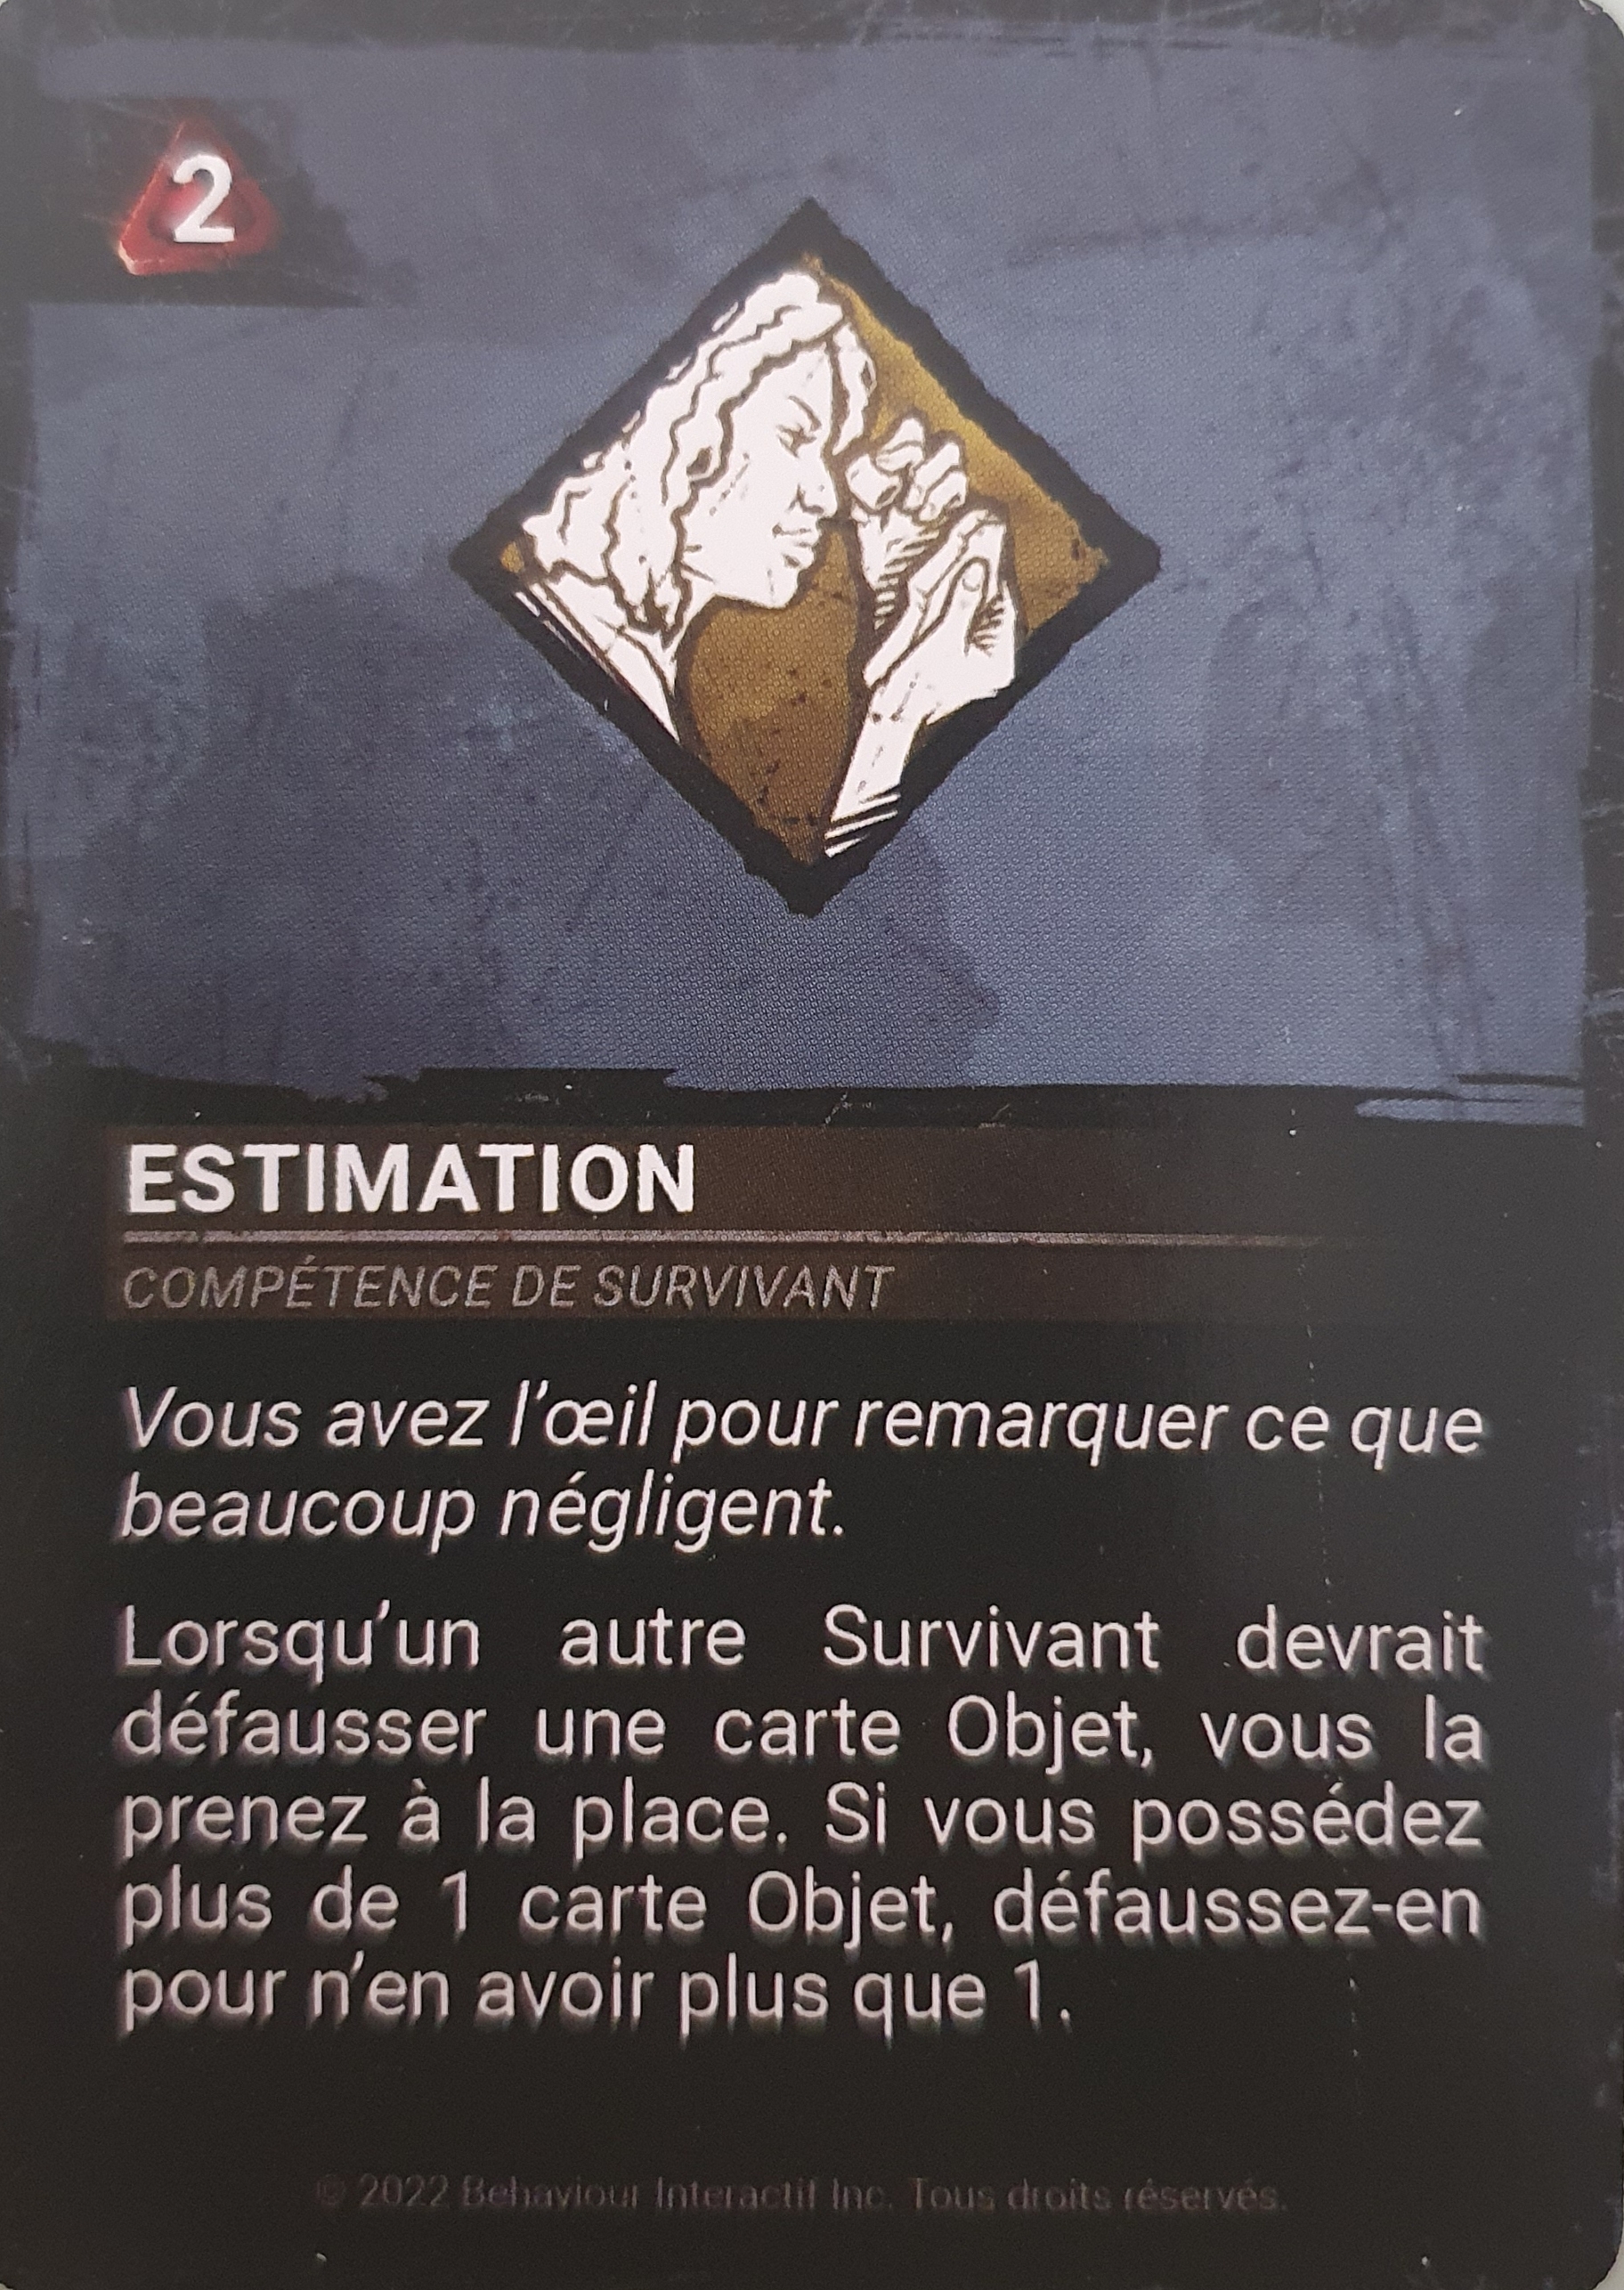 2
ESTIMATION
COMPÉTENCE DE SURVIVANT
Vous avez l'œil pour remarquer ce que
beaucoup négligent.
Lorsqu'un autre Survivant devrait
défausser une carte Objet, vous la
prenez à la place. Si vous possédez
plus de 1 carte Objet, défaussez-en
pour n'en avoir plus que 1.
© 2022 Behaviour Interactif Inc. Tous droits réservés.